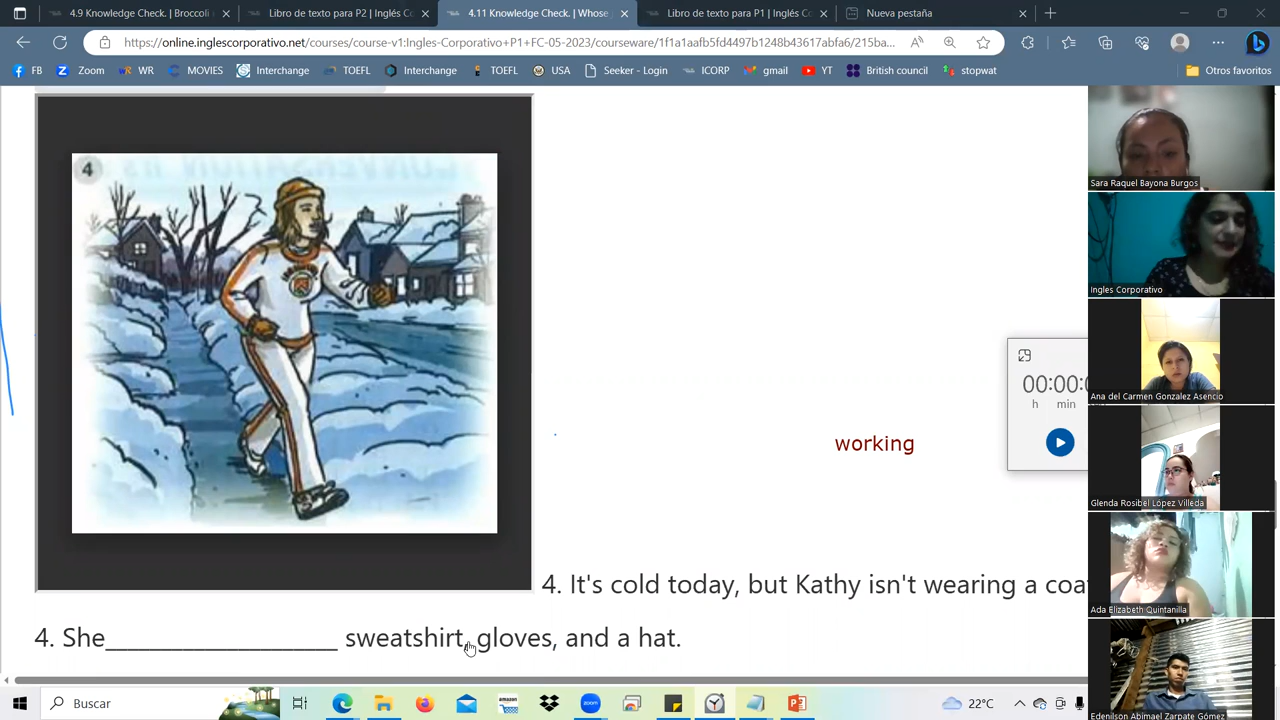 4.9 Knowledge Check. | Broccoli
Libro de texto para P2 | Inglés Co
4.11 Knowledge Check. | Whose
Libro de texto para P1 | Inglés C
Nueva pestaña
https://online.inglescorporativo.net/courses/course-v1:Ingles-Corporativo+P1+FC-05-2023/courseware/1f1a1aafb5fd4497b1248b43617abfa6/215ba...
FB
Zoom
WR
MOVIES
Interchange
TOEFL
Interchange
TOEFL
USA
Seeker - Login
ICORP
gmail
YT
British council
stopwat
Otros favoritos
4
Sara Raquel Bayona Burgos
Ingles Corporativo
00:00:0
h min
Ana del Carmen Gonzalez Asencio
working
Glenda Rosibel López Villeda
4. It's cold today, but Kathy isn't wearing a coa
Ada Elizabeth Quintanilla
4. She____________________ sweatshirt, gloves, and a hat.
Buscar
amazon
zoom
22°C
Edenilson Abimael Zarpate Gómez